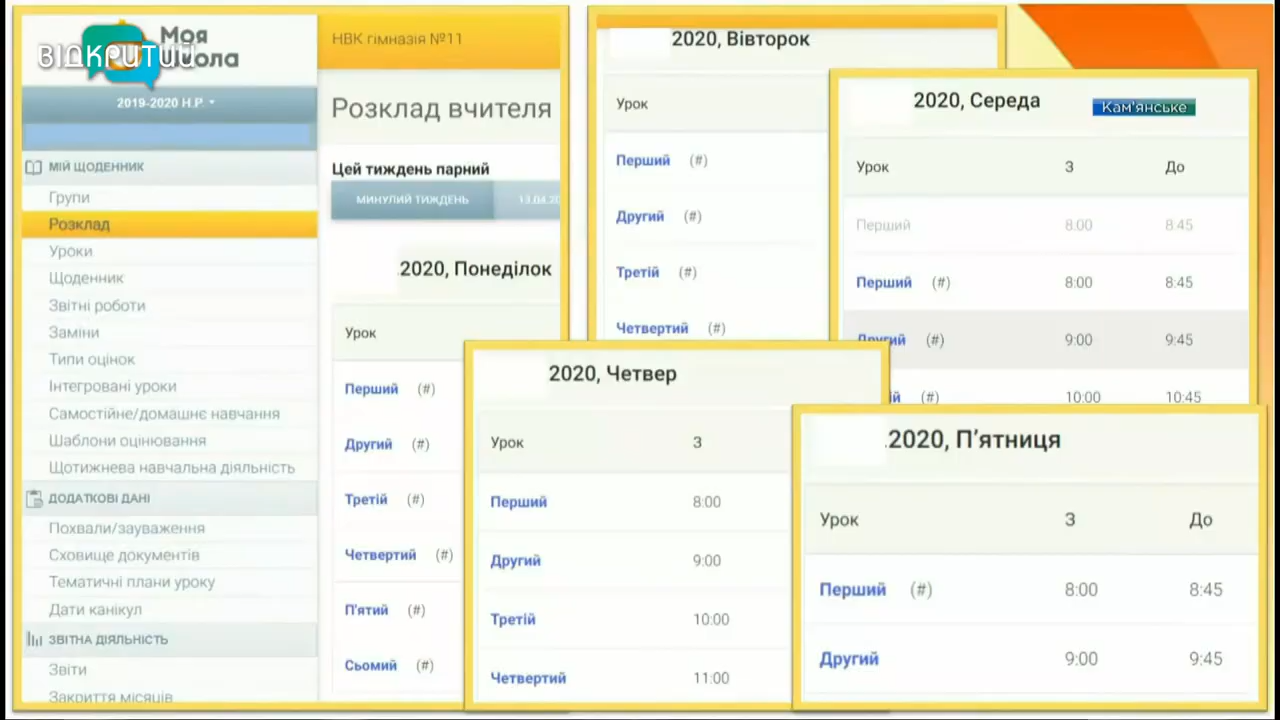 Моя
Школа
ВІДКРИТИЙ
2019-2020 Н.Р.
МІЙ ЩОДЕННИК
Групи
Розклад
Уроки
Щоденник
Звітні роботи
Заміни
Типи оцінок
Інтегровані уроки
Самостійне/домашнє навчання
Шаблони оцінювання
Щотижнева навчальна діяльність
ДОДАТКОВІ ДАНІ
Похвали/зауваження
Сховище документів
Тематичні плани уроку
Дати канікул
ЗВІТНА ДІЯЛЬНІСТЬ
Звіти
Закриття місяців
НВК гімназія №11
Розклад вчителя
Цей тиждень парний
МИНУЛИЙ ТИЖДЕНЬ 13.04.20
2020, Понеділок
Урок
Перший (#)
Другий (#)
Третій (#)
Четвертий (#)
П'ятий (#)
Сьомий (#)
2020, Вівторок
Урок
Перший (#)
Другий (#)
Третій (#)
Четвертий (#)
2020, Середа
Кам'янське
Урок З До
Перший 8:00 8:45
Перший (#) 8:00 8:45
Другий (#) 9:00 9:45
ій (#) 10:00 10:45
2020, Четвер
Урок З
Перший 8:00
Другий 9:00
Третій 10:00
Четвертий 11:00
.2020, П’ятниця
Урок З До
Перший (#) 8:00 8:45
Другий 9:00 9:45